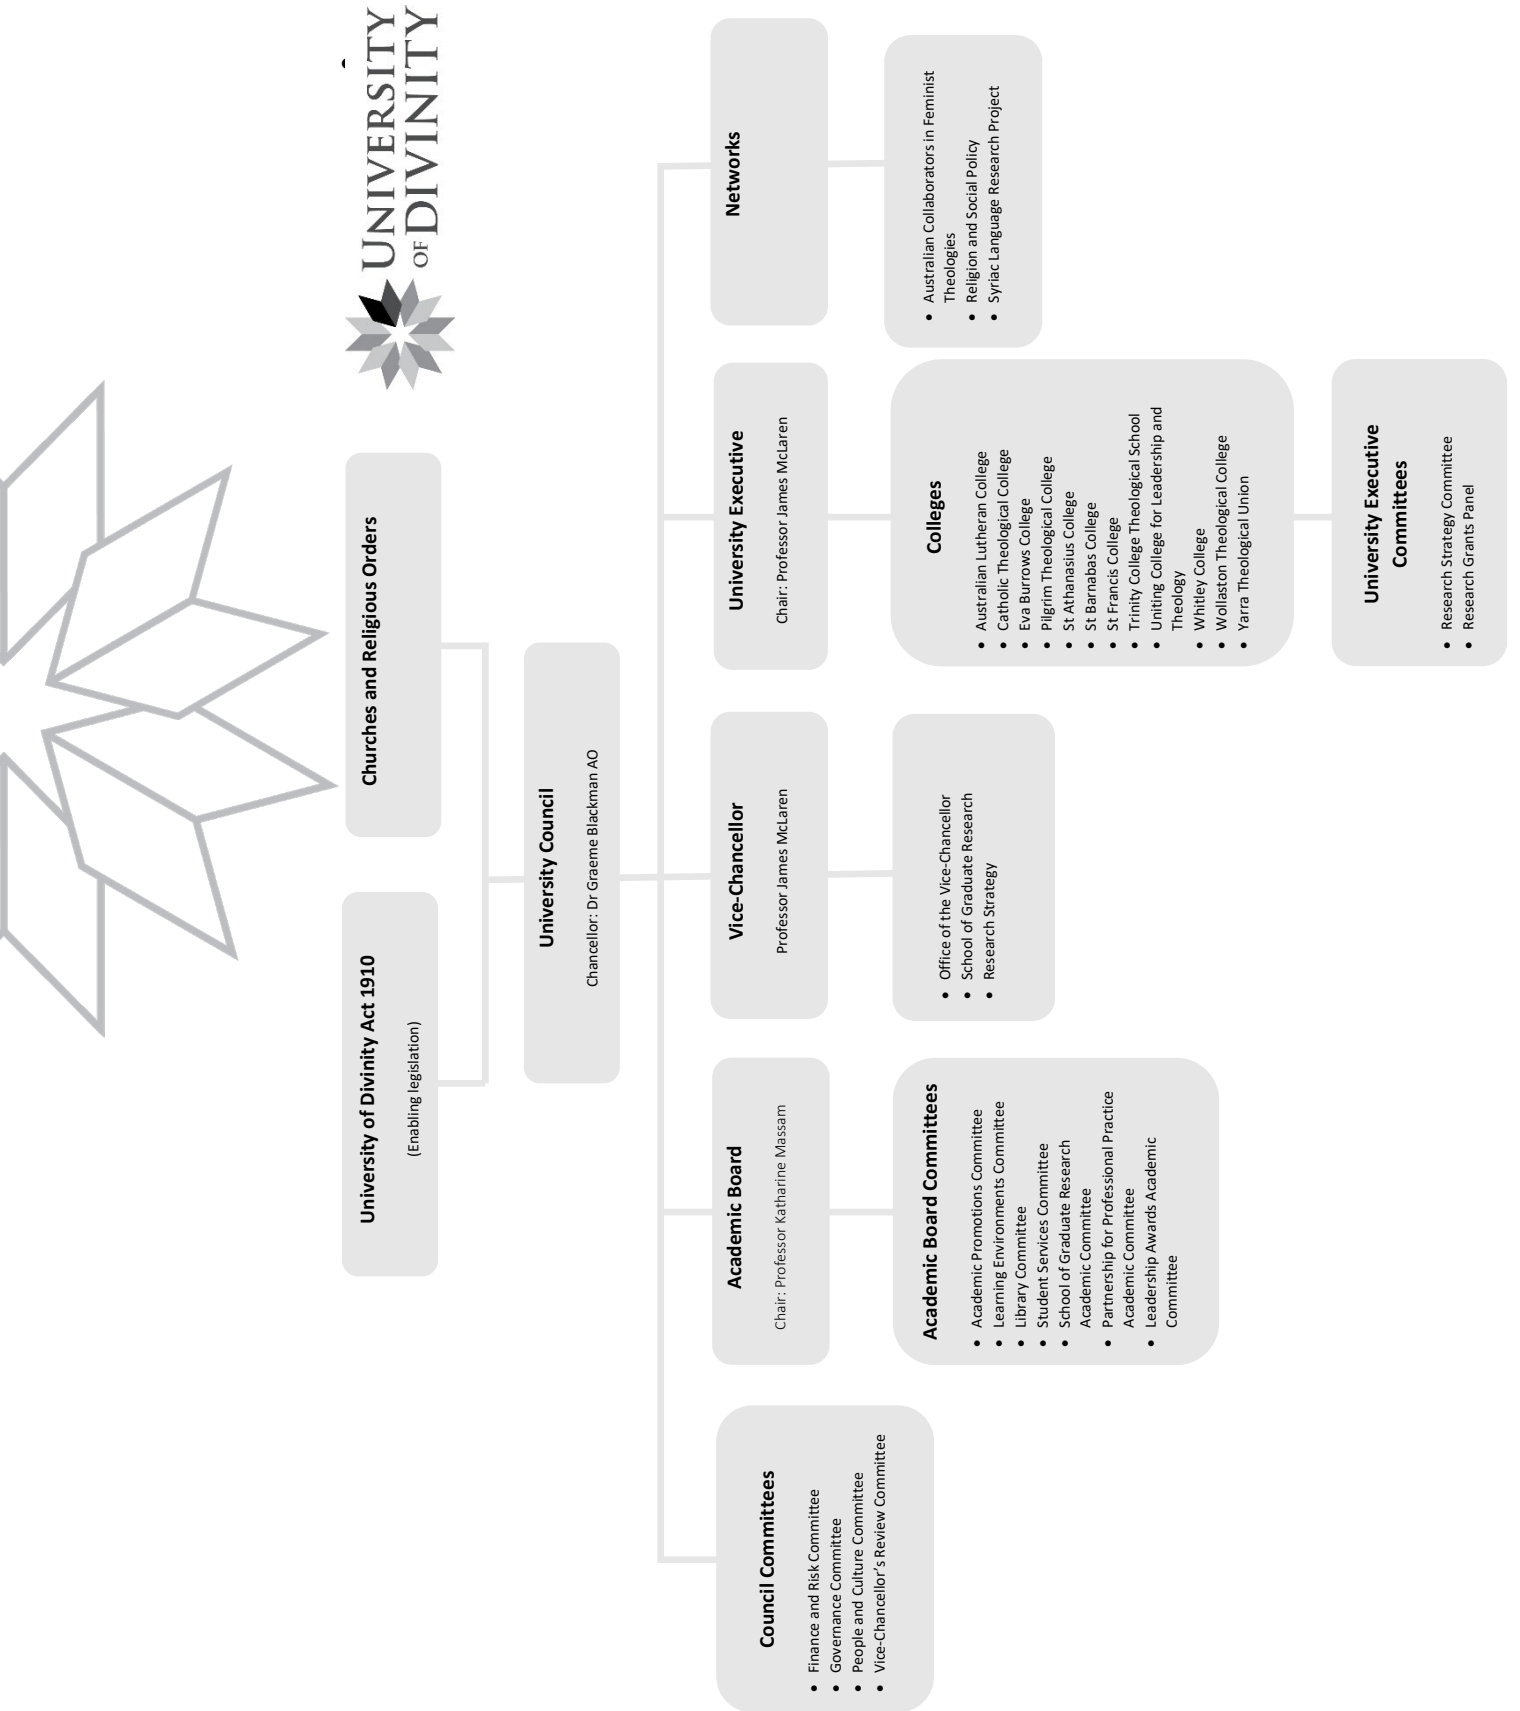 UNIVERSITY
OF DIVINITY
University of Divinity Act 1910
(Enabling legislation)
Churches and Religious Orders
University Council
Chancellor: Dr Graeme Blackman AO
Council Committees
• Finance and Risk Committee
• Governance Committee
• People and Culture Committee
• Vice-Chancellor’s Review Committee
Academic Board
Chair: Professor Katharine Massam
Academic Board Committees
• Academic Promotions Committee
• Learning Environments Committee
• Library Committee
• Student Services Committee
• School of Graduate Research
Academic Committee
• Partnership for Professional Practice
Academic Committee
• Leadership Awards Academic
Committee
Vice-Chancellor
Professor James McLaren
• Office of the Vice-Chancellor
• School of Graduate Research
• Research Strategy
University Executive
Chair: Professor James McLaren
Colleges
• Australian Lutheran College
• Catholic Theological College
• Eva Burrows College
• Pilgrim Theological College
• St Athanasius College
• St Barnabas College
• St Francis College
• Trinity College Theological School
• Uniting College for Leadership and
Theology
• Whitley College
• Wollaston Theological College
• Yarra Theological Union
University Executive
Committees
• Research Strategy Committee
• Research Grants Panel
Networks
• Australian Collaborators in Feminist
Theologies
• Religion and Social Policy
• Syriac Language Research Project